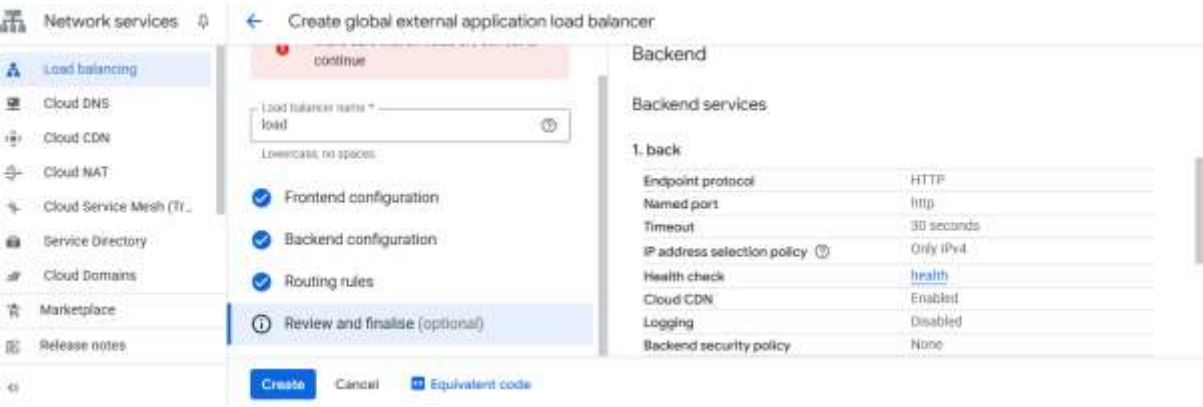 Network services
Create global external application load balancer
Load balancing
Cloud DNS
Cloud CDN
Cloud NAT
Cloud Service Mesh (Tr...
Service Directory
Cloud Domains
Marketplace
Release notes
continue
Load balancer name *
load
Lowercase, no spaces.
Frontend configuration
Backend configuration
Routing rules
Review and finalise (optional)
Create
Cancel
Equivalent code
Backend
Backend services
1. back
Endpoint protocol HTTP
Named port http
Timeout 30 seconds
IP address selection policy Only IPv4
Health check health
Cloud CDN Enabled
Logging Disabled
Backend security policy None